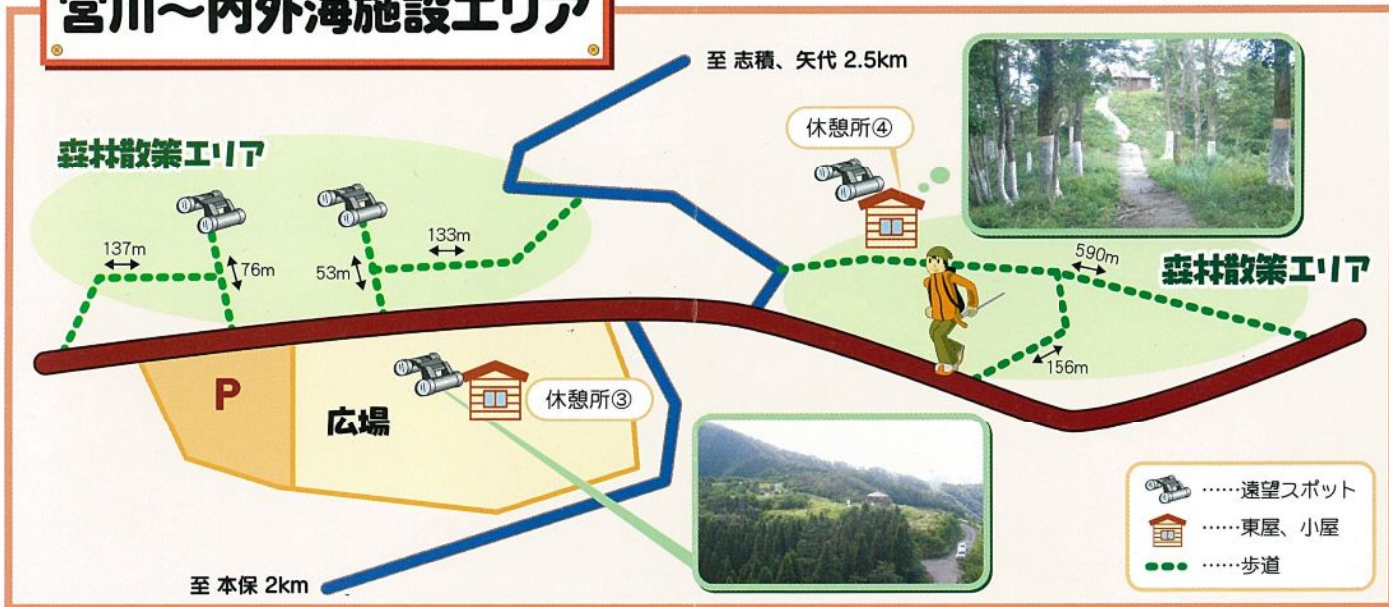 宮川〜内外海施設エリア
至 志積、矢代 2.5km
休憩所④
森林散策エリア
137m
76m
53m
133m
590m
森林散策エリア
156m
P
広場
休憩所③
至 本保 2km
……遠望スポット
……東屋、小屋
……歩道